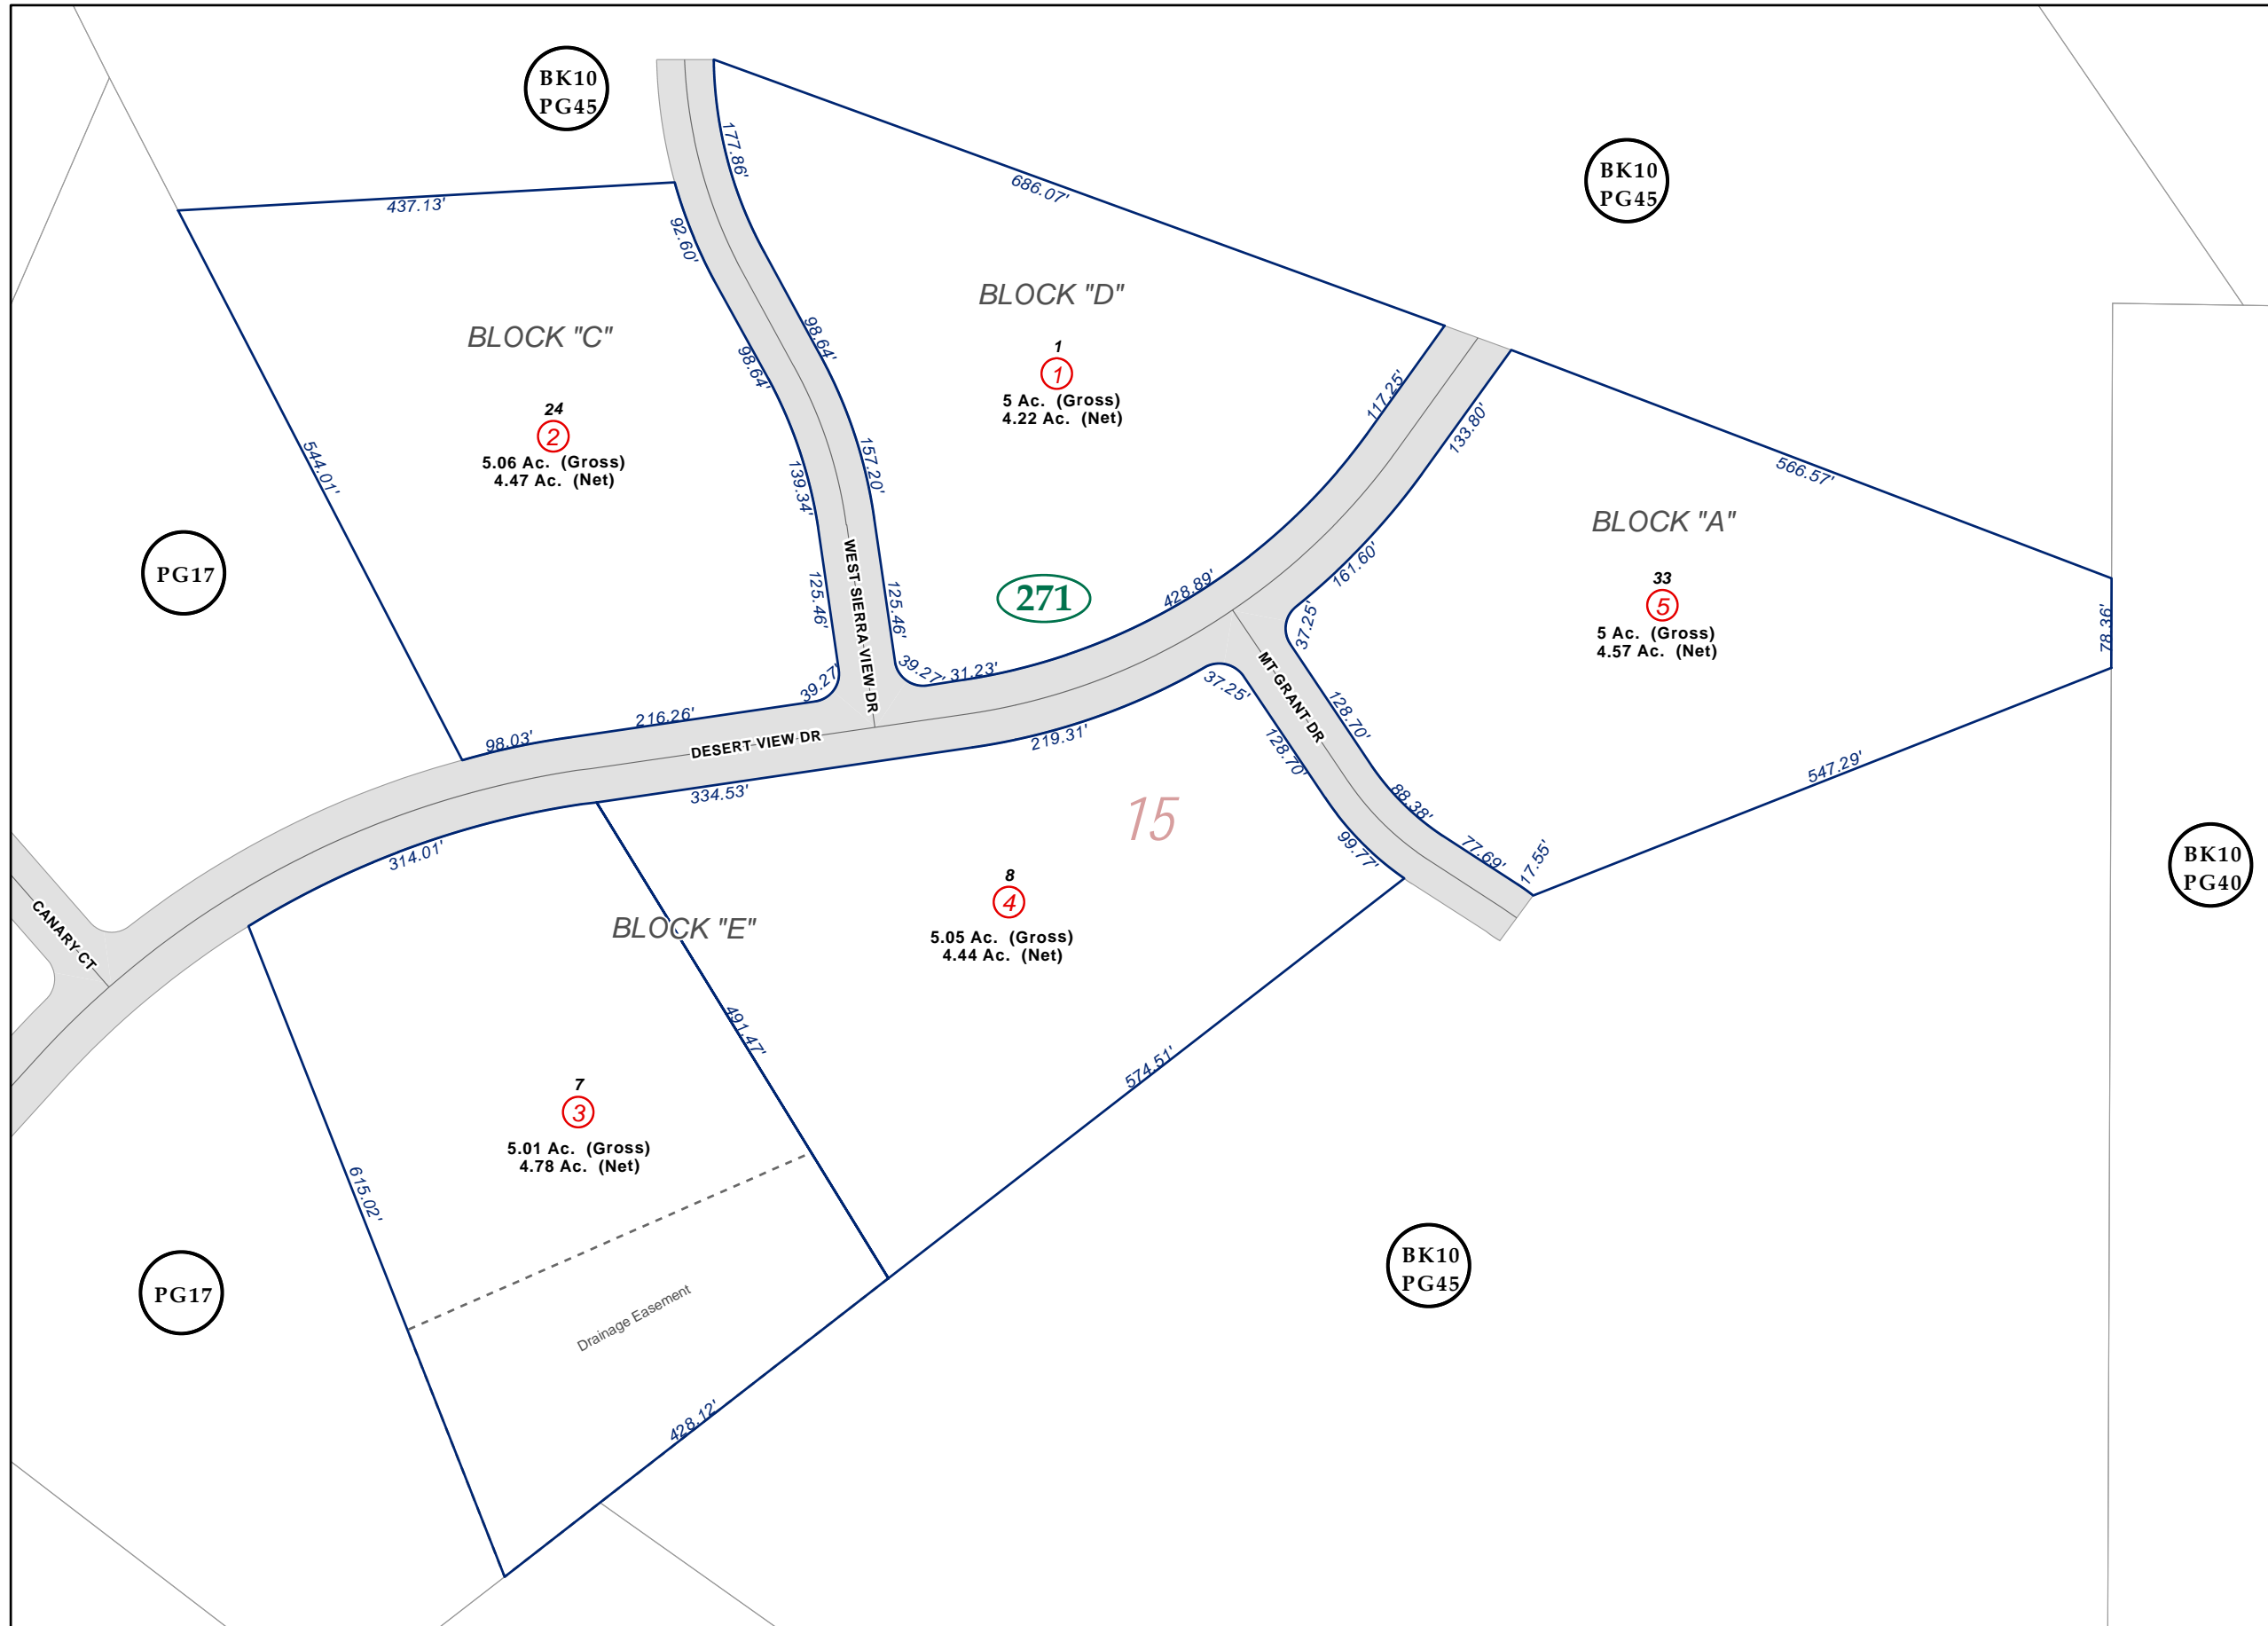 BK10
PG45
177.86'
686.07'
BK10
PG45
437.13'
92.60'
BLOCK "D"
BLOCK "C"
98.64'
98.64'
1
1
5 Ac. (Gross)
4.22 Ac. (Net)
117.25'
133.80'
24
2
5.06 Ac. (Gross)
4.47 Ac. (Net)
544.01'
157.20'
139.34'
566.57'
BLOCK "A"
PG17
125.46'
WEST SIERRA VIEW DR
125.46'
271
428.89'
161.60'
37.25'
33
5
5 Ac. (Gross)
4.57 Ac. (Net)
78.36'
39.27'
39.27'
31.23'
37.25'
MT GRANT DR
128.70'
128.70'
98.03'
216.26'
DESERT VIEW DR
219.31'
334.53'
547.29'
15
88.38'
99.77'
77.69'
17.55'
314.01'
BK10
PG40
8
4
5.05 Ac. (Gross)
4.44 Ac. (Net)
BLOCK "E"
CANARY CT
491.47'
574.51'
7
3
5.01 Ac. (Gross)
4.78 Ac. (Net)
615.02'
BK10
PG45
PG17
Drainage Easement
428.12'